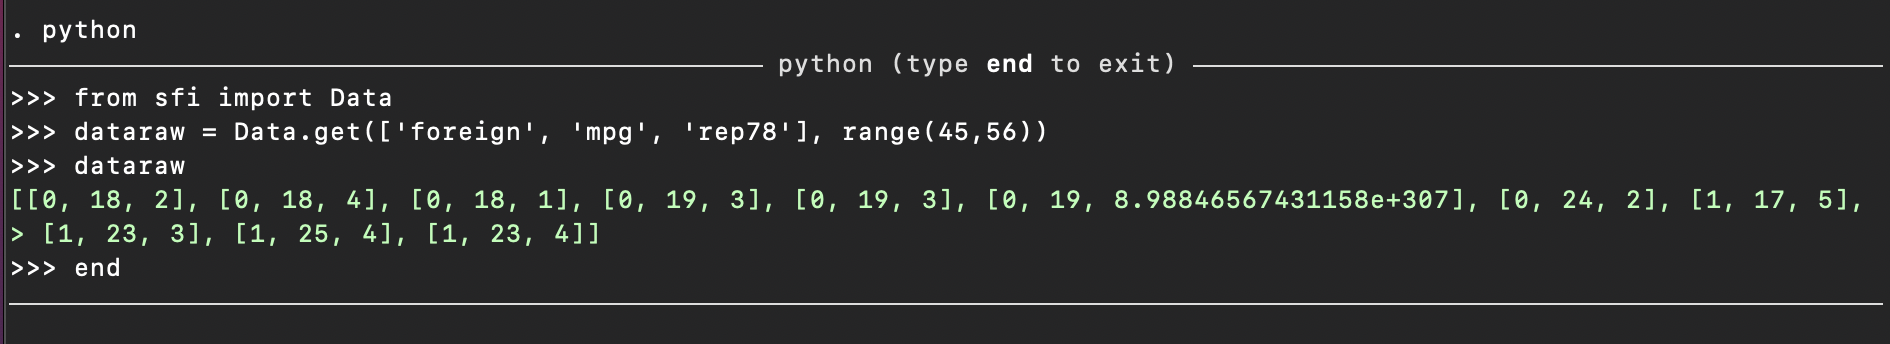 . python
python (type end to exit)
>>> from sfi import Data
>>> dataraw = Data.get(['foreign', 'mpg', 'rep78'], range(45,56))
>>> dataraw
[[0, 18, 2], [0, 18, 4], [0, 18, 1], [0, 19, 3], [0, 19, 3], [0, 19, 8.98846567431158e+307], [0, 24, 2], [1, 17, 5],
> [1, 23, 3], [1, 25, 4], [1, 23, 4]]
>>> end